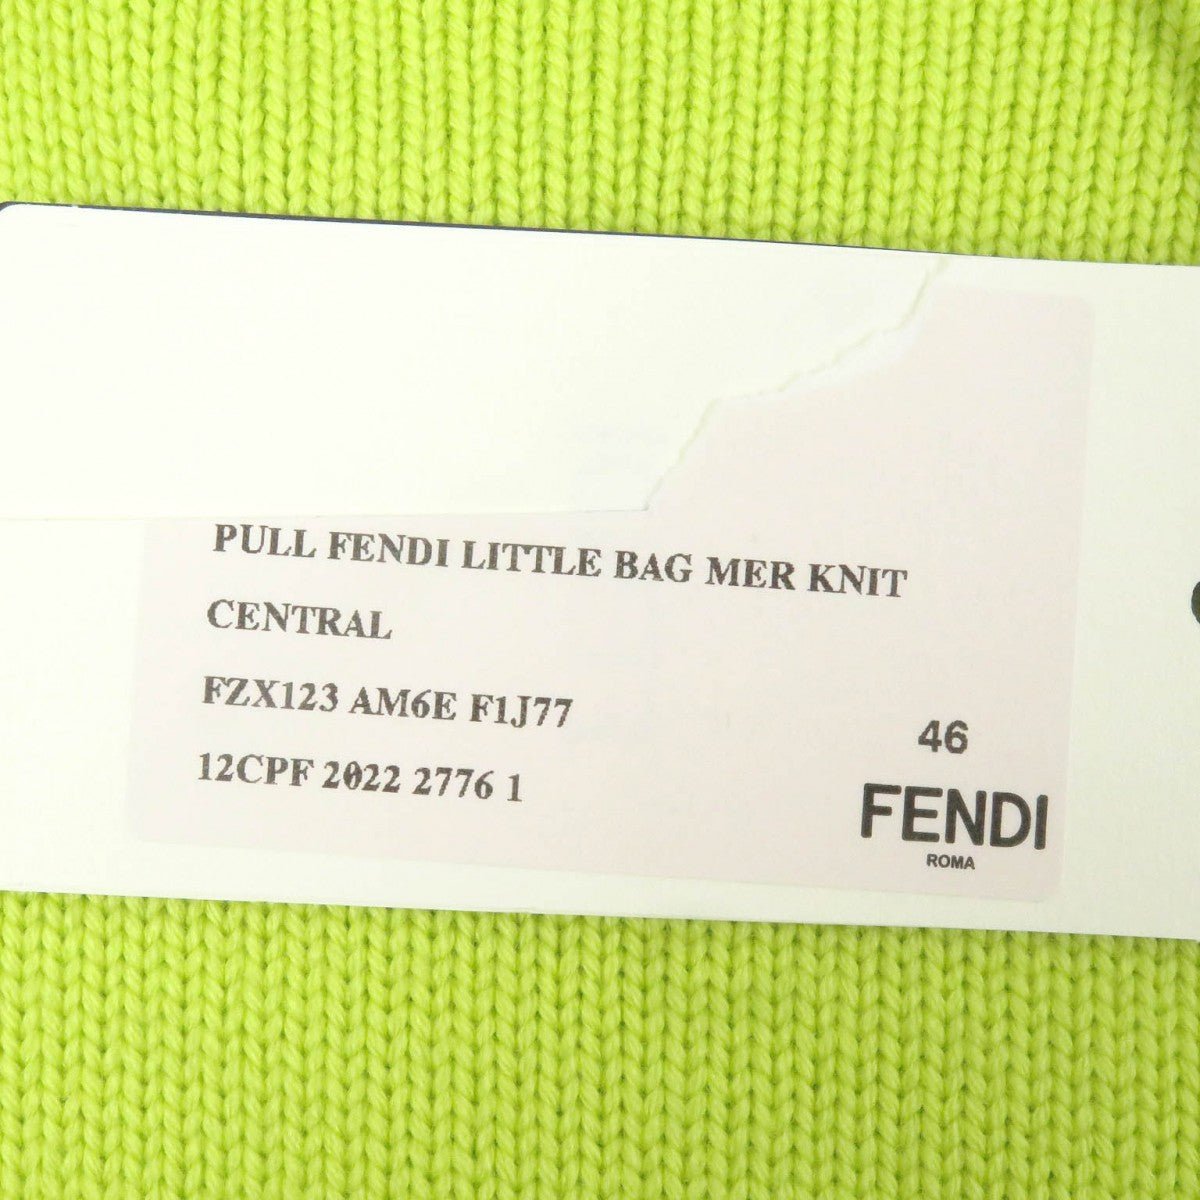 PULL FENDI LITTLE BAG MER KNIT
CENTRAL
FZX123 AM6E F1J77
12CPF 2022 2776 1
46
FENDI
ROMA